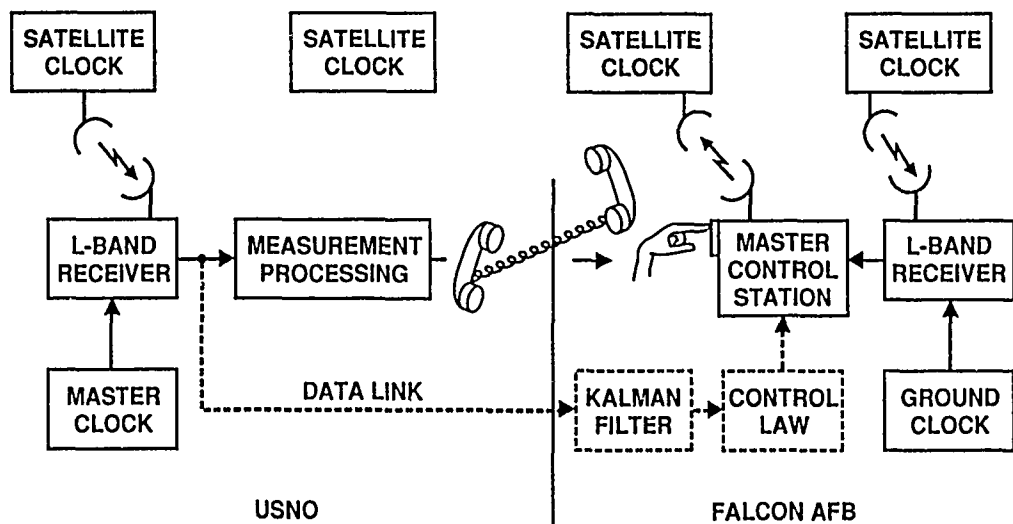 SATELLITE
CLOCK
SATELLITE
CLOCK
SATELLITE
CLOCK
SATELLITE
CLOCK
L-BAND
RECEIVER
MEASUREMENT
PROCESSING
MASTER
CONTROL
STATION
L-BAND
RECEIVER
MASTER
CLOCK
DATA LINK
KALMAN
FILTER
CONTROL
LAW
GROUND
CLOCK
USNO
FALCON AFB